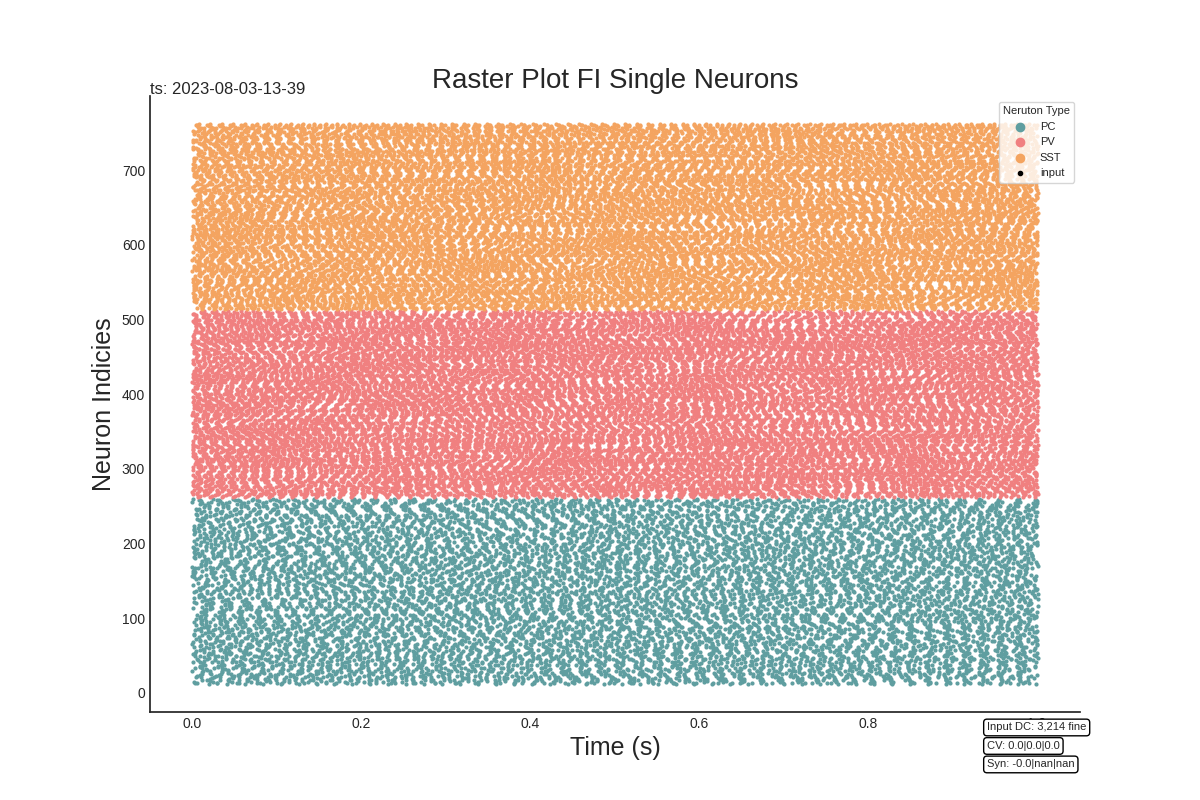 Raster Plot FI Single Neurons
ts: 2023-08-03-13-39
Neruton Type
PC
PV
SST
input
700
600
500
400
300
200
100
0
Neuron Indicies
0.0 0.2 0.4 0.6 0.8
Time (s)
Input DC: 3,214 fine
CV: 0.0|0.0|0.0
Syn: -0.0|nan|nan